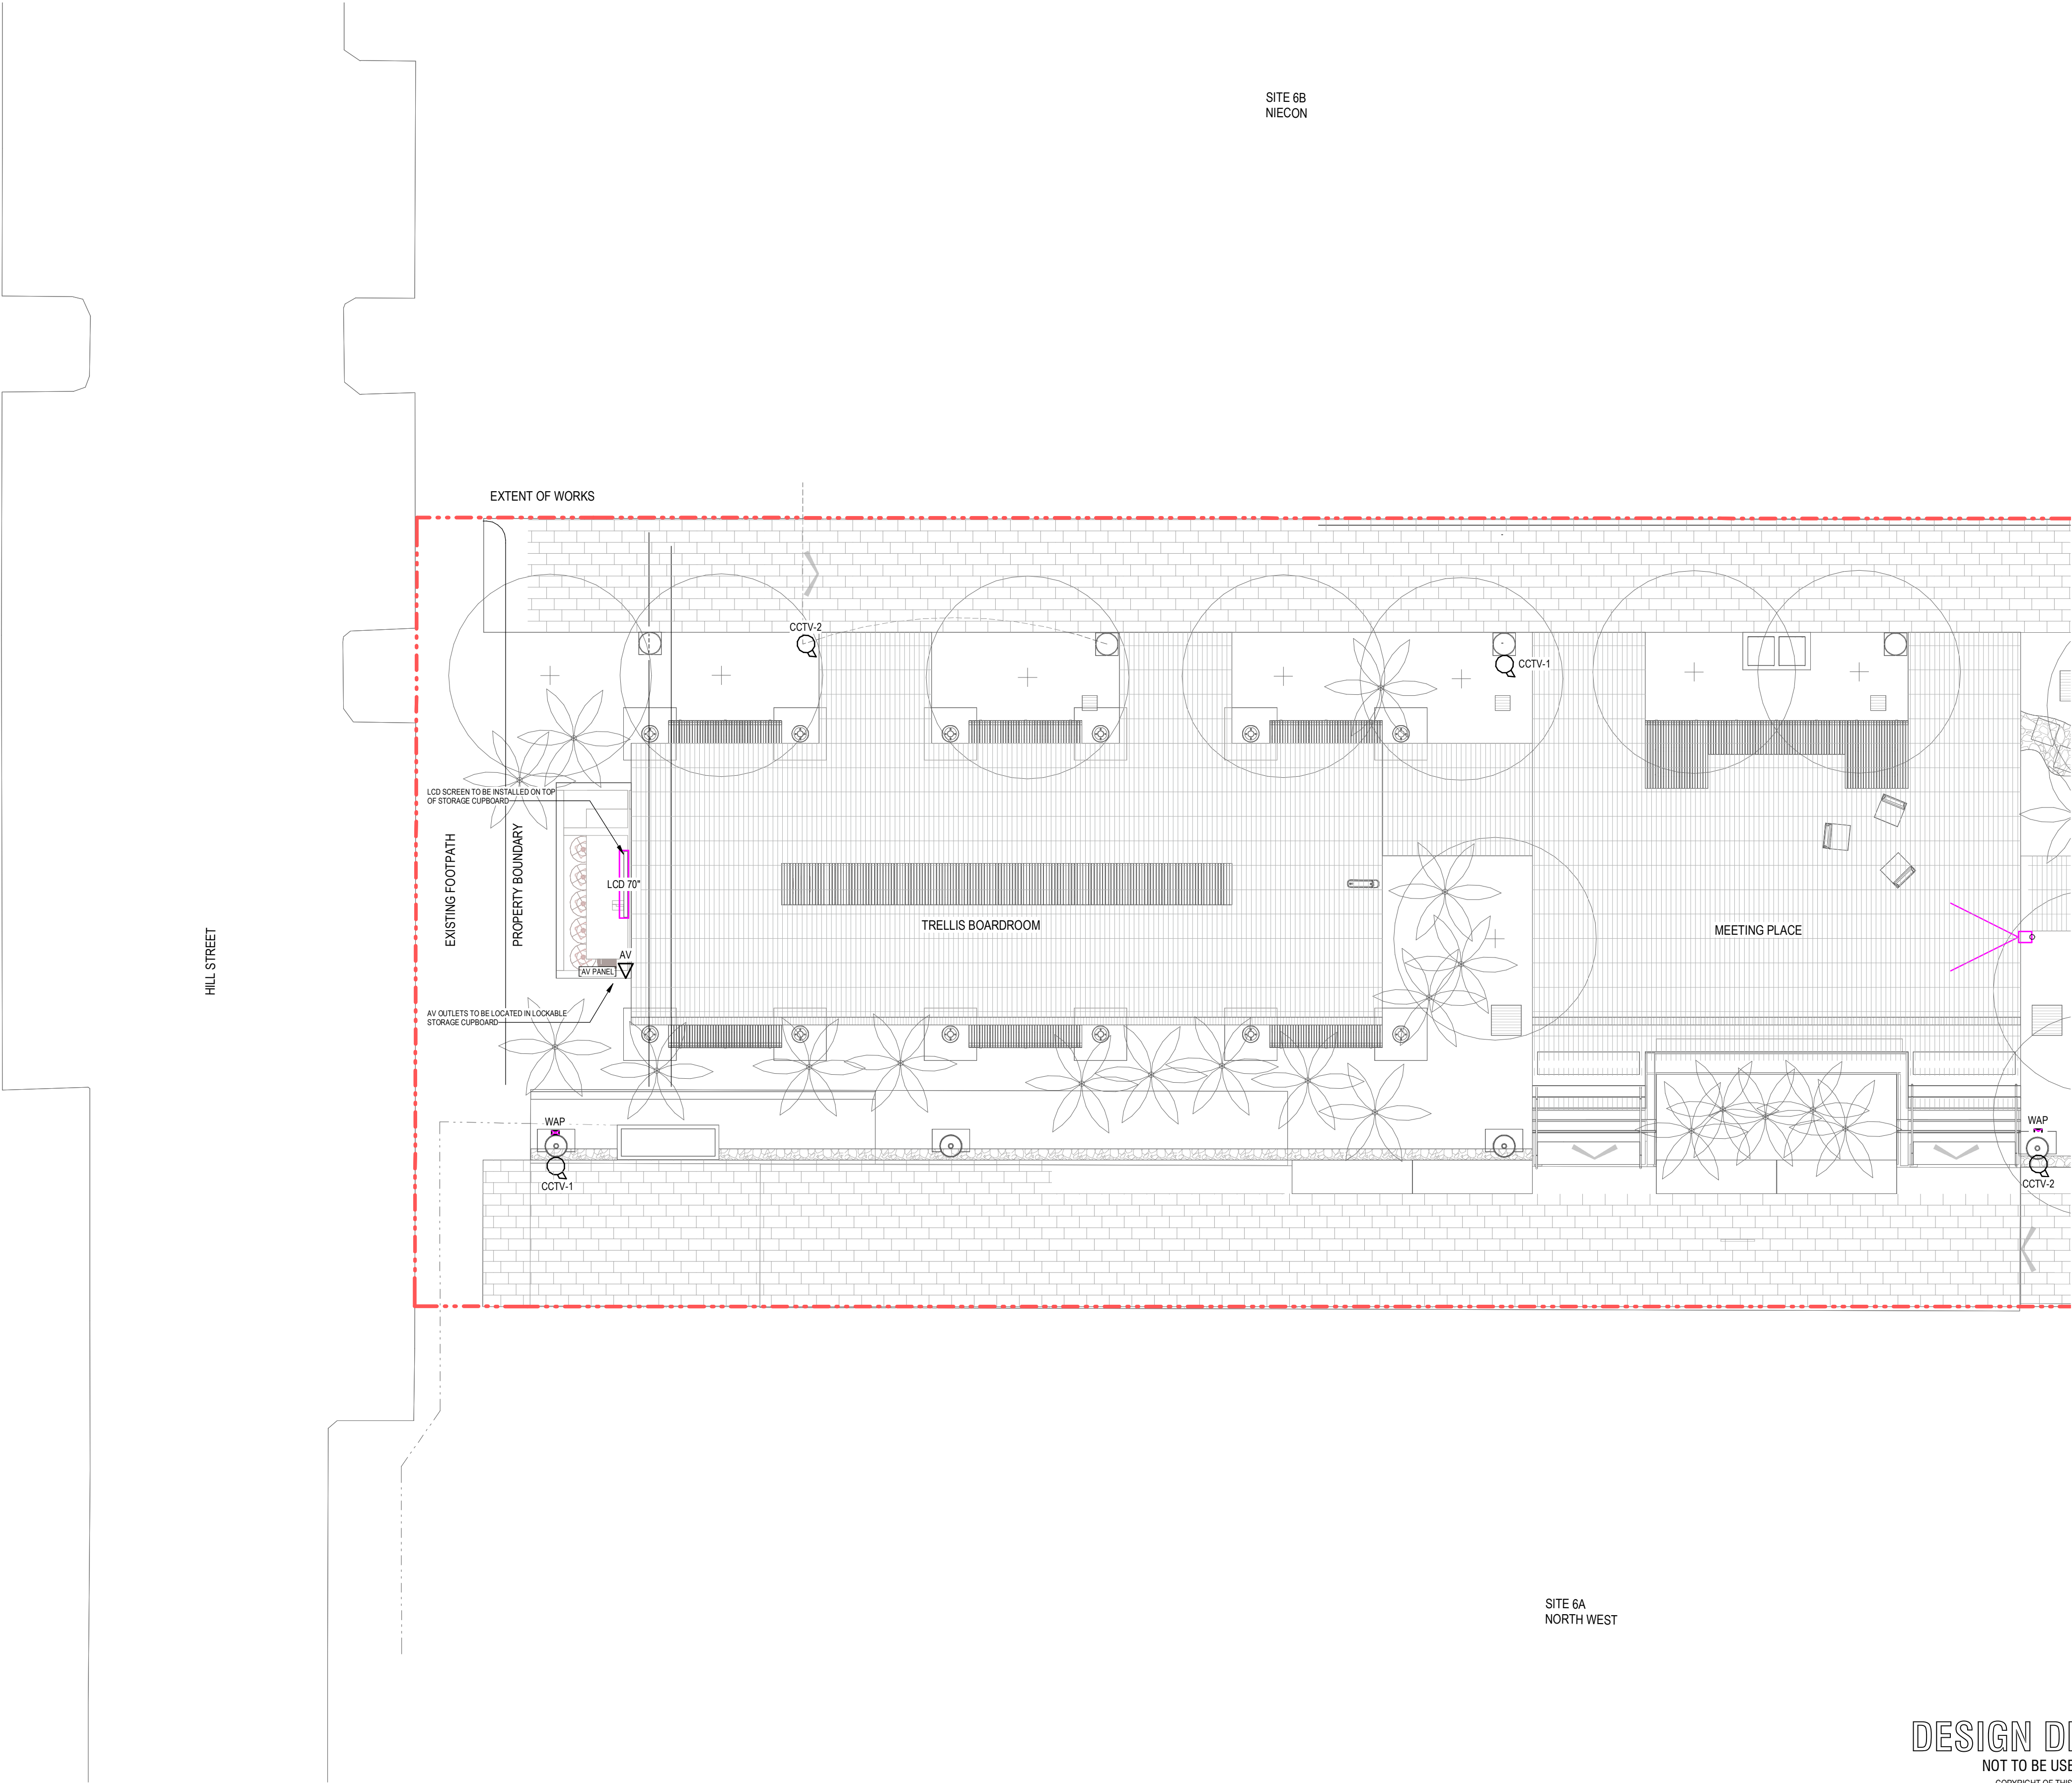 SITE 6B
NIECON
EXTENT OF WORKS
CCTV-2
CCTV-1
LCD SCREEN TO BE INSTALLED ON TOP
OF STORAGE CUPBOARD
EXISTING FOOTPATH
PROPERTY BOUNDARY
LCD 70"
TRELLIS BOARDROOM
MEETING PLACE
HILL STREET
AV
AV PANEL
AV OUTLETS TO BE LOCATED IN LOCKABLE
STORAGE CUPBOARD
WAP
WAP
CCTV-1
CCTV-2
SITE 6A
NORTH WEST
DESIGN
NOT TO BE
COPYRIGHT OF